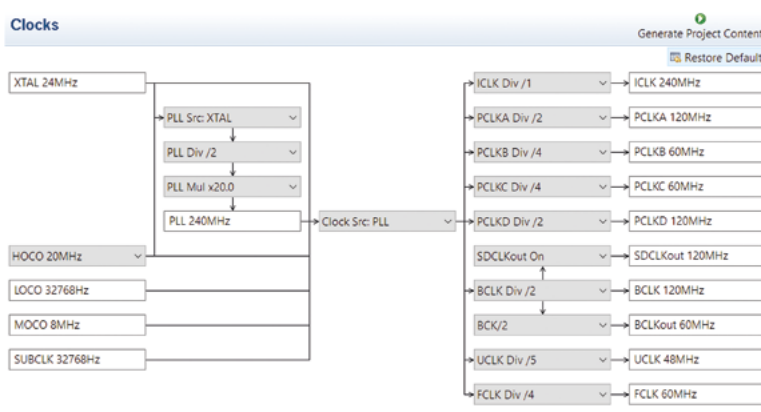 Clocks
Generate Project Content
Restore Default
XTAL 24MHz
PLL Src: XTAL
PLL Div /2
PLL Mul x20.0
PLL 240MHz
HOCO 20MHz
LOCO 32768Hz
MOCO 8MHz
SUBCLK 32768Hz
Clock Src: PLL
ICLK Div /1
ICLK 240MHz
PCLKA Div /2
PCLKA 120MHz
PCLKB Div /4
PCLKB 60MHz
PCLKC Div /4
PCLKC 60MHz
PCLKD Div /2
PCLKD 120MHz
SDCLKout On
SDCLKout 120MHz
BCLK Div /2
BCLK 120MHz
BCK/2
BCLKout 60MHz
UCLK Div /5
UCLK 48MHz
FCLK Div /4
FCLK 60MHz